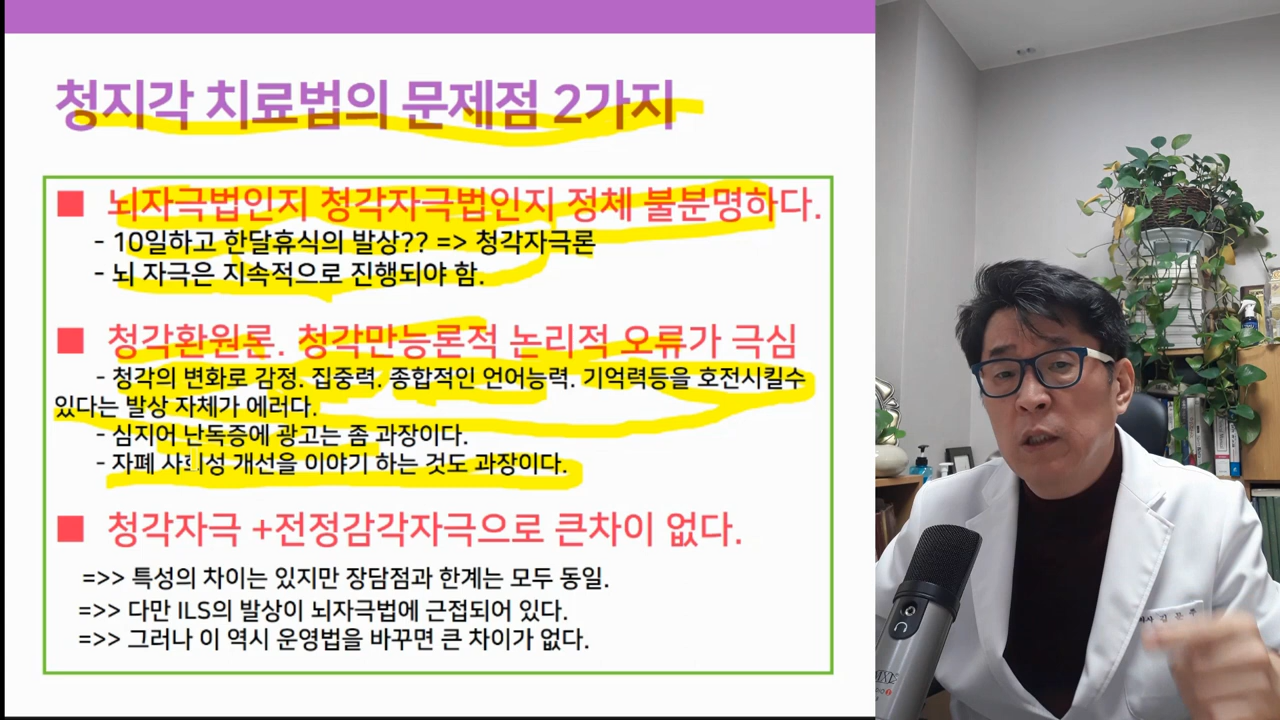 청지각 치료법의 문제점 2가지
■ 뇌자극법인지 청각자극법인지 정체 불분명하다.
- 10일하고 한달휴식의 발상?? => 청각자극론
- 뇌 자극은 지속적으로 진행되야 함.
■ 청각환원론. 청각만능론적 논리적 오류가 극심
- 청각의 변화로 감정. 집중력. 종합적인 언어능력. 기억력등을 호전시킬수
있다는 발상 자체가 에러다.
- 심지어 난독증에 광고는 좀 과장이다.
- 자폐 사회성 개선을 이야기 하는 것도 과장이다.
■ 청각자극 +전정감각자극으로 큰차이 없다.
=>> 특성의 차이는 있지만 장담점과 한계는 모두 동일.
=>> 다만 ILS의 발상이 뇌자극법에 근접되어 있다.
=>> 그러나 이 역시 운영법을 바꾸면 큰 차이가 없다.